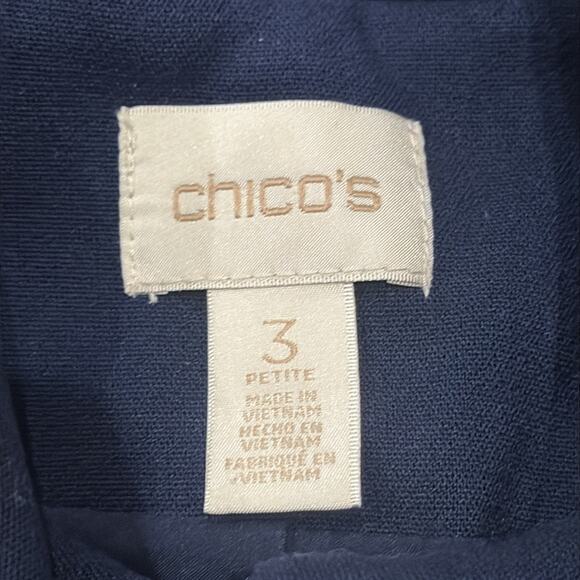 chico's
3
PETITE
MADE IN
VIETNAM
HECHO EN
VIETNAM
FABRIQUÉ EN
VIETNAM